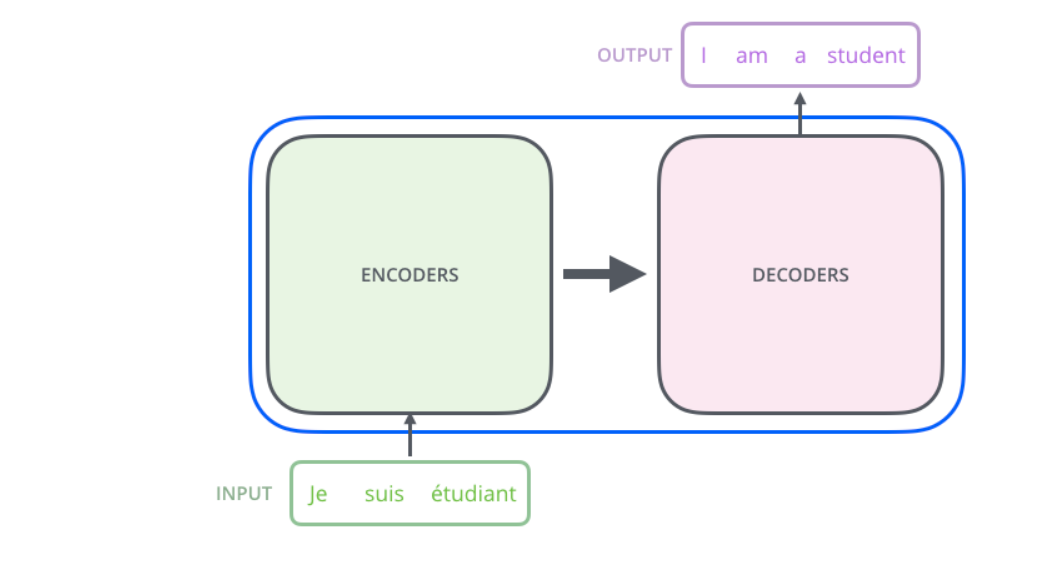 OUTPUT I am a student
ENCODERS DECODERS
INPUT Je suis étudiant